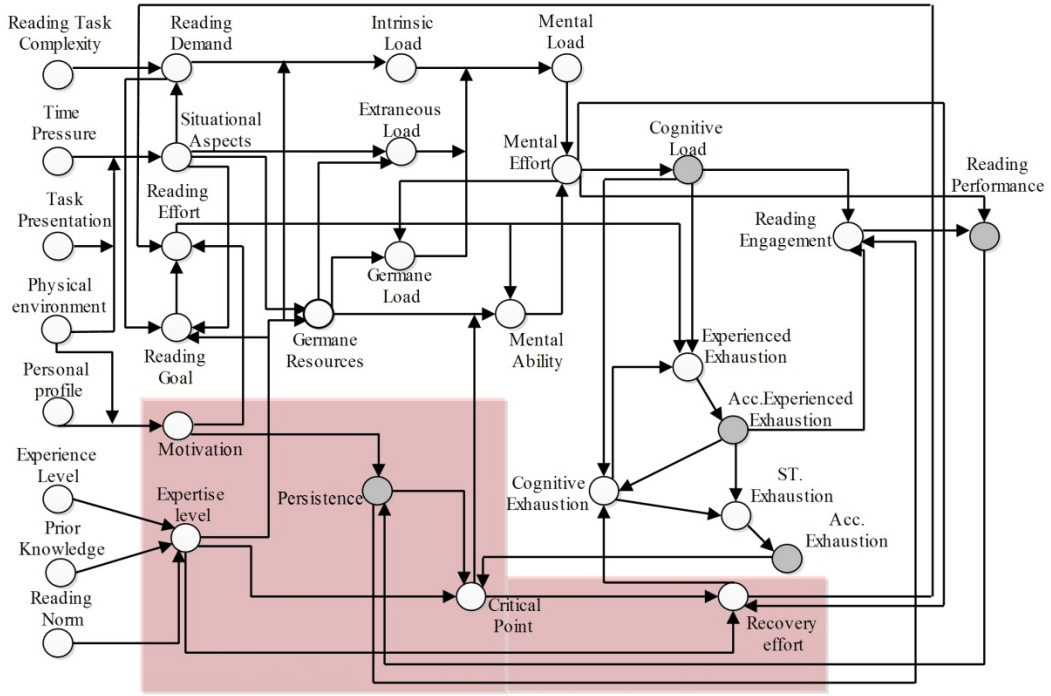 Reading Task
Complexity
Reading
Demand
Intrinsic
Load
Mental
Load
Time
Pressure
Situational
Aspects
Extraneous
Load
Mental
Effort
Cognitive
Load
Reading
Performance
Task
Presentation
Reading
Effort
Reading
Engagement
Physical
environment
Germane
Load
Reading
Goal
Germane
Resources
Mental
Ability
Experienced
Exhaustion
Personal
profile
Acc.Experienced
Exhaustion
Motivation
Experience
Level
Expertise
level
Persistence
Cognitive
Exhaustion
ST.
Exhaustion
Prior
Knowledge
Acc.
Exhaustion
Reading
Norm
Critical
Point
Recovery
effort